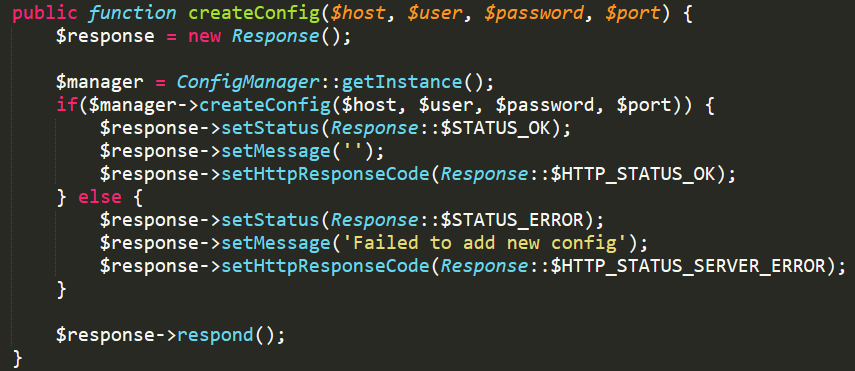 public function createConfig($host, $user, $password, $port) {
    $response = new Response();

    $manager = ConfigManager::getInstance();
    if($manager->createConfig($host, $user, $password, $port)) {
        $response->setStatus(Response::$STATUS_OK);
        $response->setMessage('');
        $response->setHttpResponseCode(Response::$HTTP_STATUS_OK);
    } else {
        $response->setStatus(Response::$STATUS_ERROR);
        $response->setMessage('Failed to add new config');
        $response->setHttpResponseCode(Response::$HTTP_STATUS_SERVER_ERROR);
    }

    $response->respond();
}